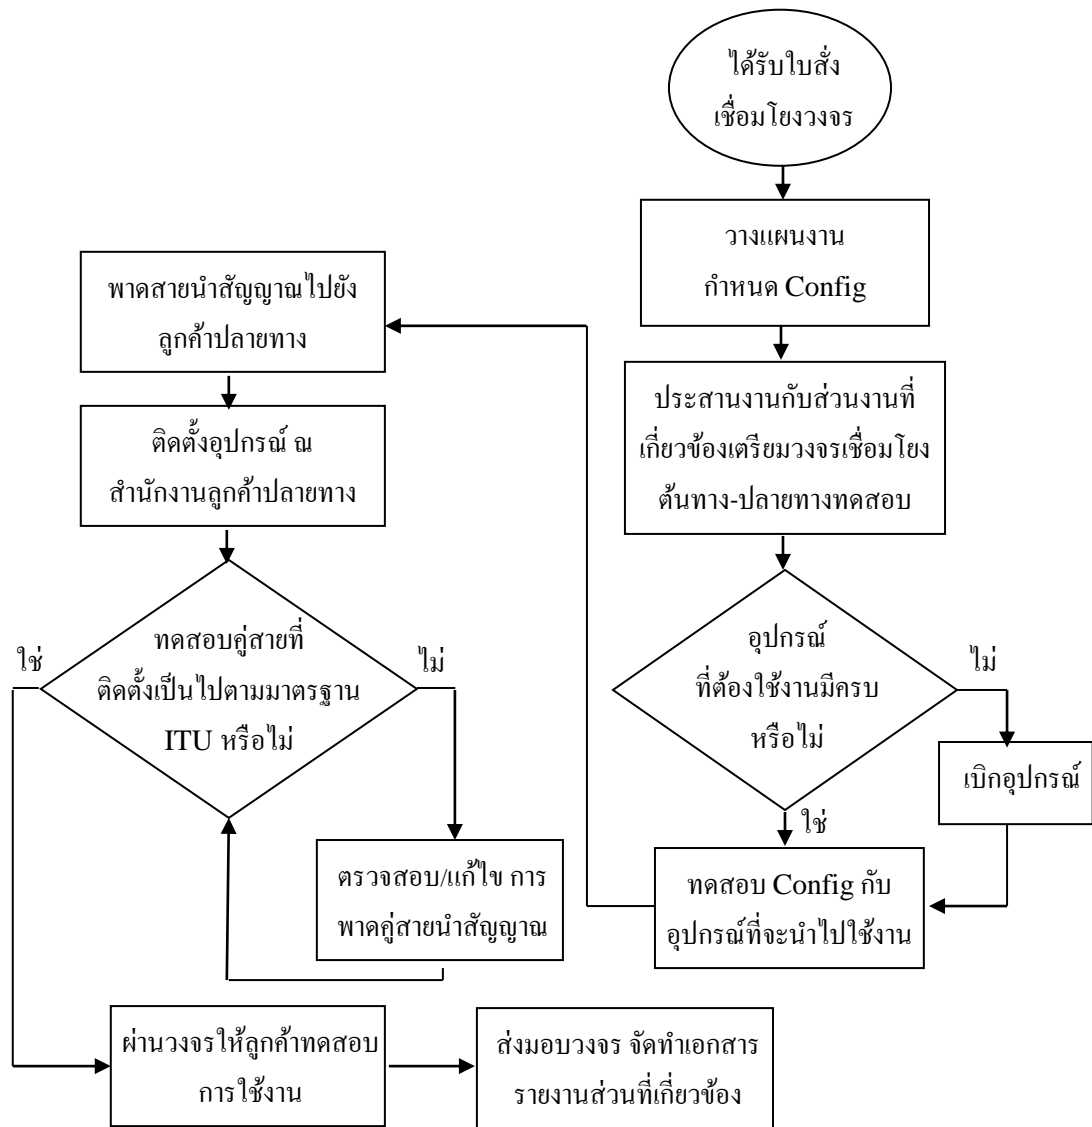 ได้รับใบสั่ง
เชื่อมโยงวงจร
วางแผนงาน
กำหนด Config
ประสานงานกับส่วนงานที่
เกี่ยวข้องเตรียมวงจรเชื่อมโยง
ต้นทาง-ปลายทางทดสอบ
อุปกรณ์
ที่ต้องใช้งานมีครบ
หรือไม่
ไม่
เบิกอุปกรณ์
ใช่
ทดสอบ Config กับ
อุปกรณ์ที่จะนำไปใช้งาน
พาดสายนำสัญญาณไปยัง
ลูกค้าปลายทาง
ติดตั้งอุปกรณ์ ณ
สำนักงานลูกค้าปลายทาง
ทดสอบคู่สายที่
ติดตั้งเป็นไปตามมาตรฐาน
ITU หรือไม่
ไม่
ตรวจสอบ/แก้ไข การ
พาดคู่สายนำสัญญาณ
ใช่
ผ่านวงจรให้ลูกค้าทดสอบ
การใช้งาน
ส่งมอบวงจร จัดทำเอกสาร
รายงานส่วนที่เกี่ยวข้อง